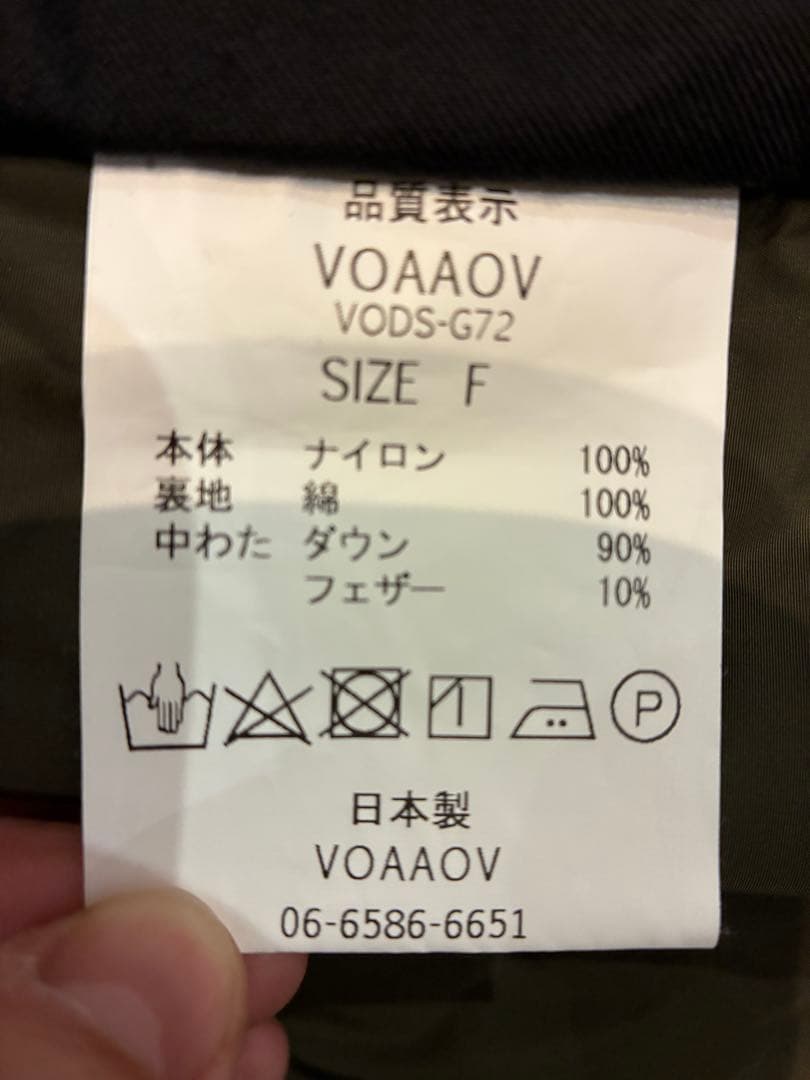 品質表示
VOAAOV
VODS-G72
SIZE F
本体 ナイロン 100%
裏地 綿 100%
中わた ダウン 90%
フェザー 10%
P
日本製
VOAAOV
06-6586-6651